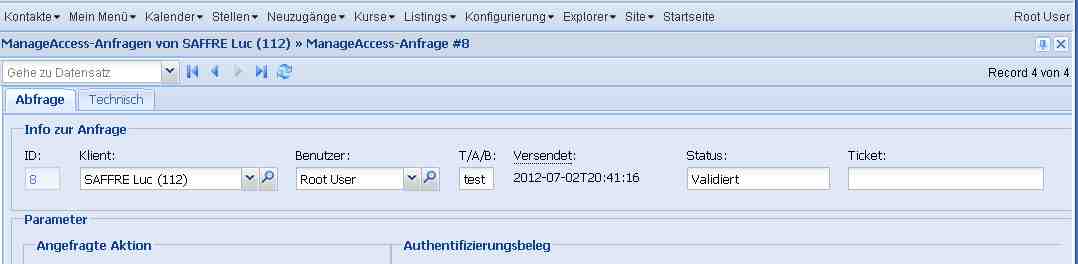 Kontakte Mein Menü Kalender Stellen Neuzugänge Kurse Listings Konfigurierung Explorer Site Startseite Root User
ManageAccess-Anfragen von SAFFRE Luc (112) » ManageAccess-Anfrage #8
Gehe zu Datensatz Record 4 von 4
Abfrage Technisch
Info zur Anfrage
ID: Klient: Benutzer: T/A/B: Versendet: Status: Ticket:
8 SAFFRE Luc (112) Root User test 2012-07-02T20:41:16 Validiert
Parameter
Angefragte Aktion Authentifizierungsbeleg